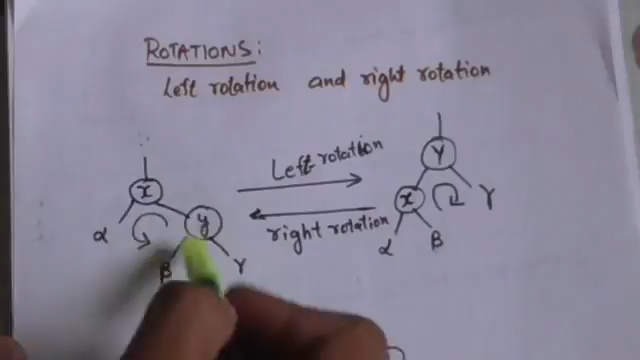 ROTATIONS:
Left rotation and right rotation
Left rotation
x
Y
x
γ
α
y
right rotation
β
γ
α
β